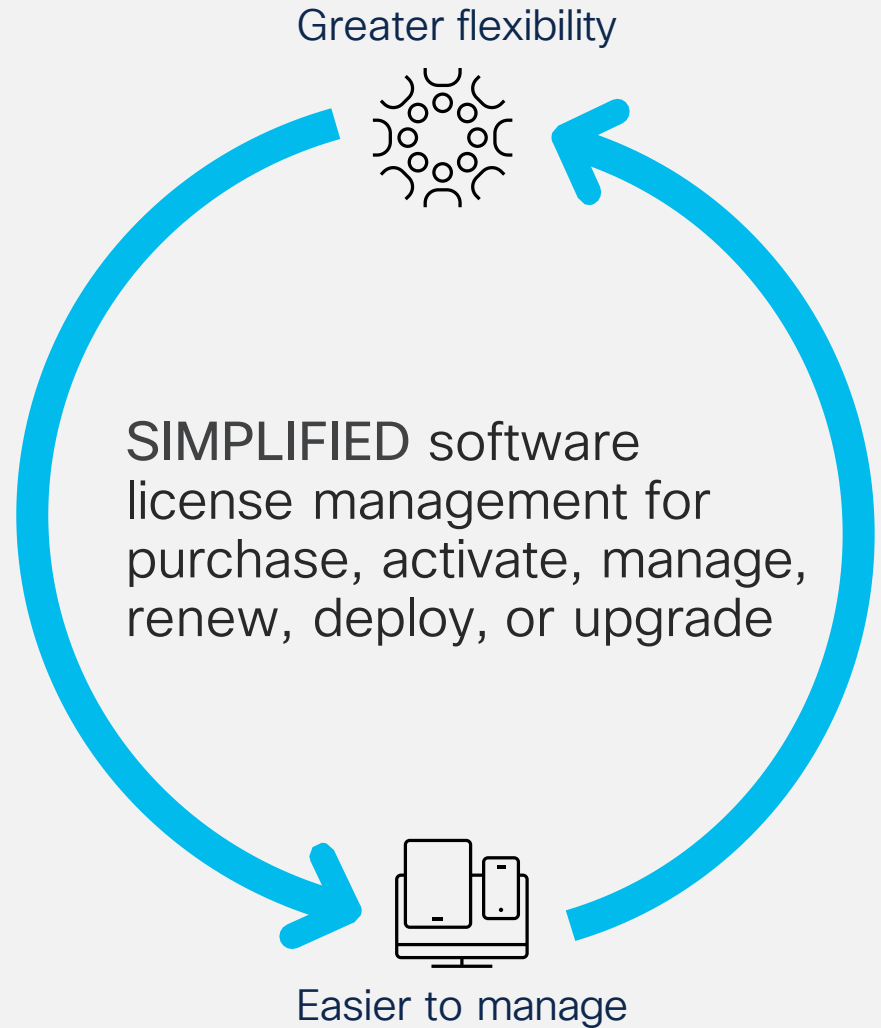 Greater flexibility
SIMPLIFIED software
license management for
purchase, activate, manage,
renew, deploy, or upgrade
Easier to manage